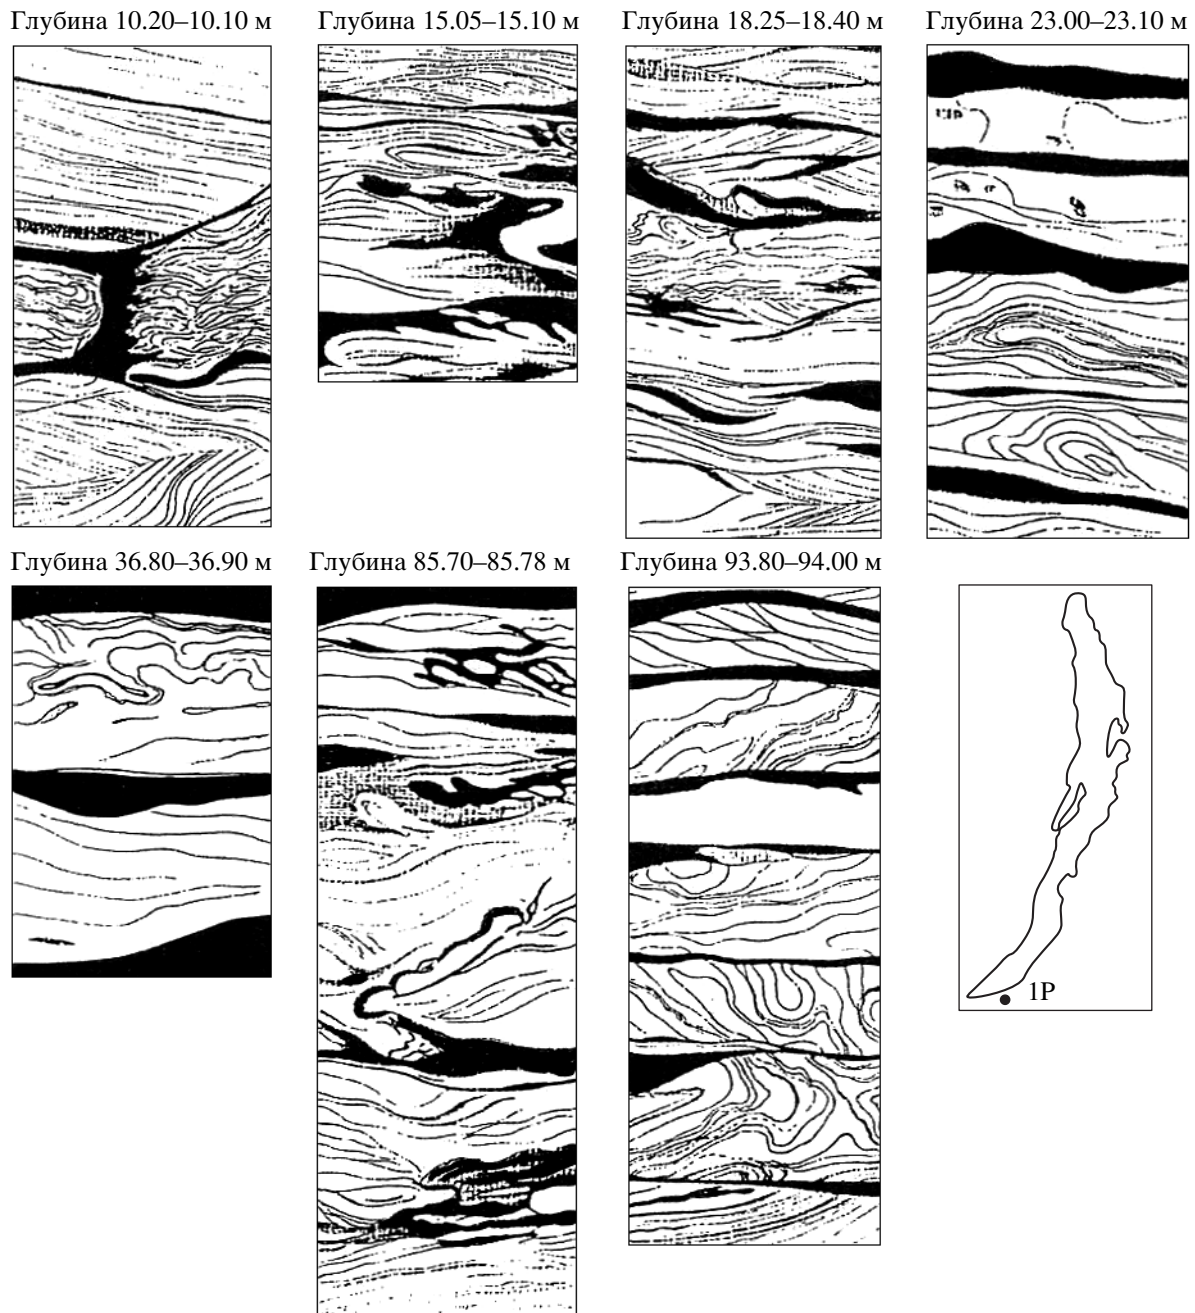 Глубина 10.20–10.10 м
Глубина 15.05–15.10 м
Глубина 18.25–18.40 м
Глубина 23.00–23.10 м
Глубина 36.80–36.90 м
Глубина 85.70–85.78 м
Глубина 93.80–94.00 м
1P